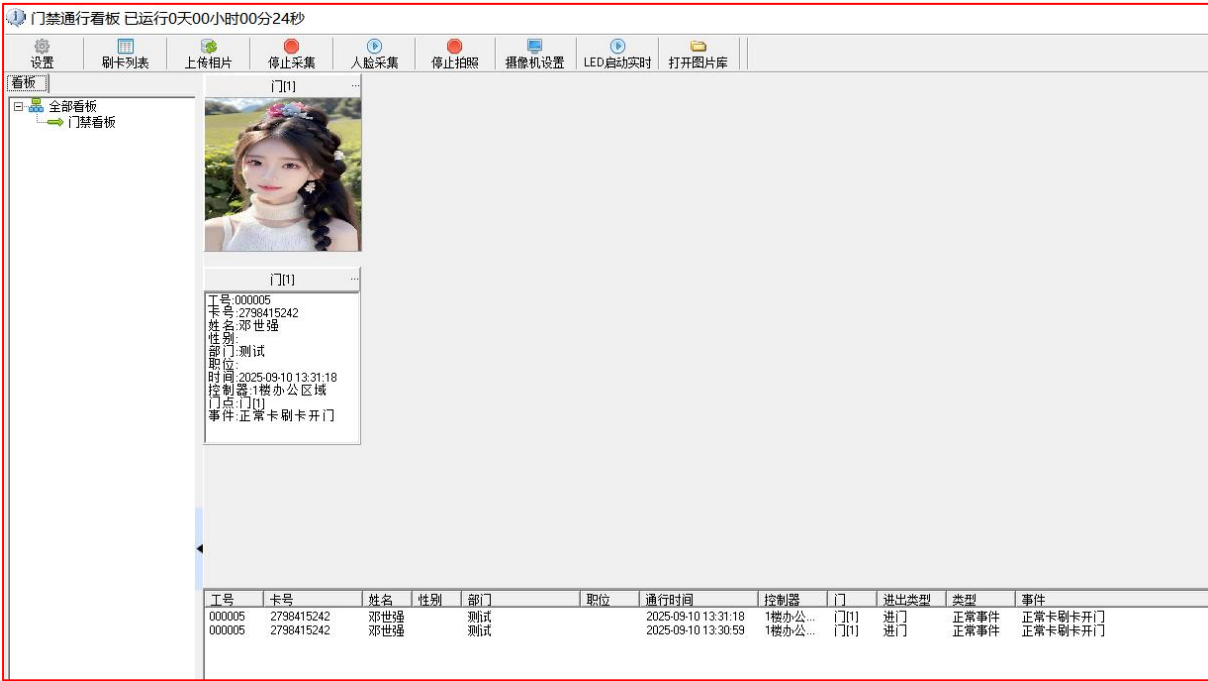 门禁通行看板 已运行0天00小时00分24秒
设置 刷卡列表 上传相片 停止采集 人脸采集 停止拍照 摄像机设置 LED启动实时 打开图片库
看板
全部看板
门禁看板
门[1] ...
门[1] ...
工号:000005
卡号:2798415242
姓名:邓世强
性别:
部门:测试
职位:
时间:2025-09-10 13:31:18
控制器:1楼办公区域
门点:门[1]
事件:正常卡刷卡开门
工号 卡号 姓名 性别 部门 职位 通行时间 控制器 门 进出类型 类型 事件
000005 2798415242 邓世强 测试 2025-09-10 13:31:18 1楼办公... 门[1] 进门 正常事件 正常卡刷卡开门
000005 2798415242 邓世强 测试 2025-09-10 13:30:59 1楼办公... 门[1] 进门 正常事件 正常卡刷卡开门